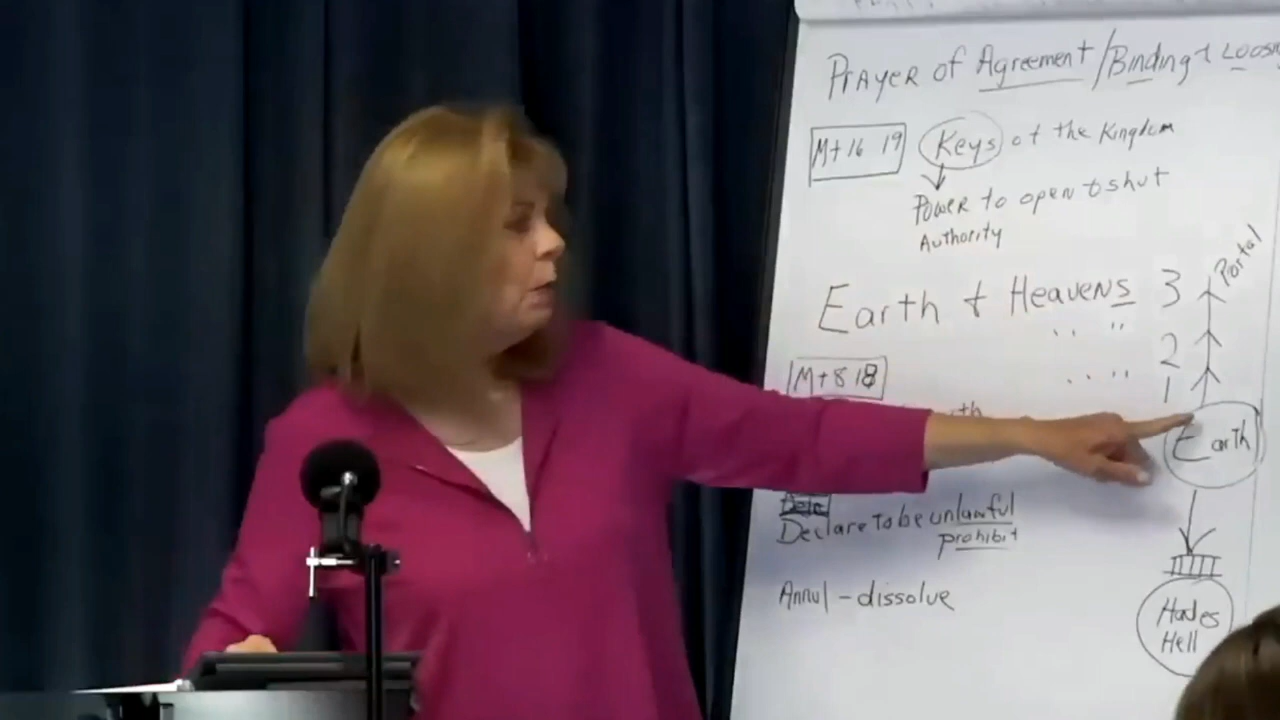 Prayer of Agreement / Binding + Loosin
Mt 16 19 Keys of the Kingdom
Power to open + shut
Authority
Portal
Earth + Heavens 3
.. " 2
.. " 1
Mt 8 18
Earth
Declare to be unlawful
prohibit
Annul - dissolve
Hades
Hell